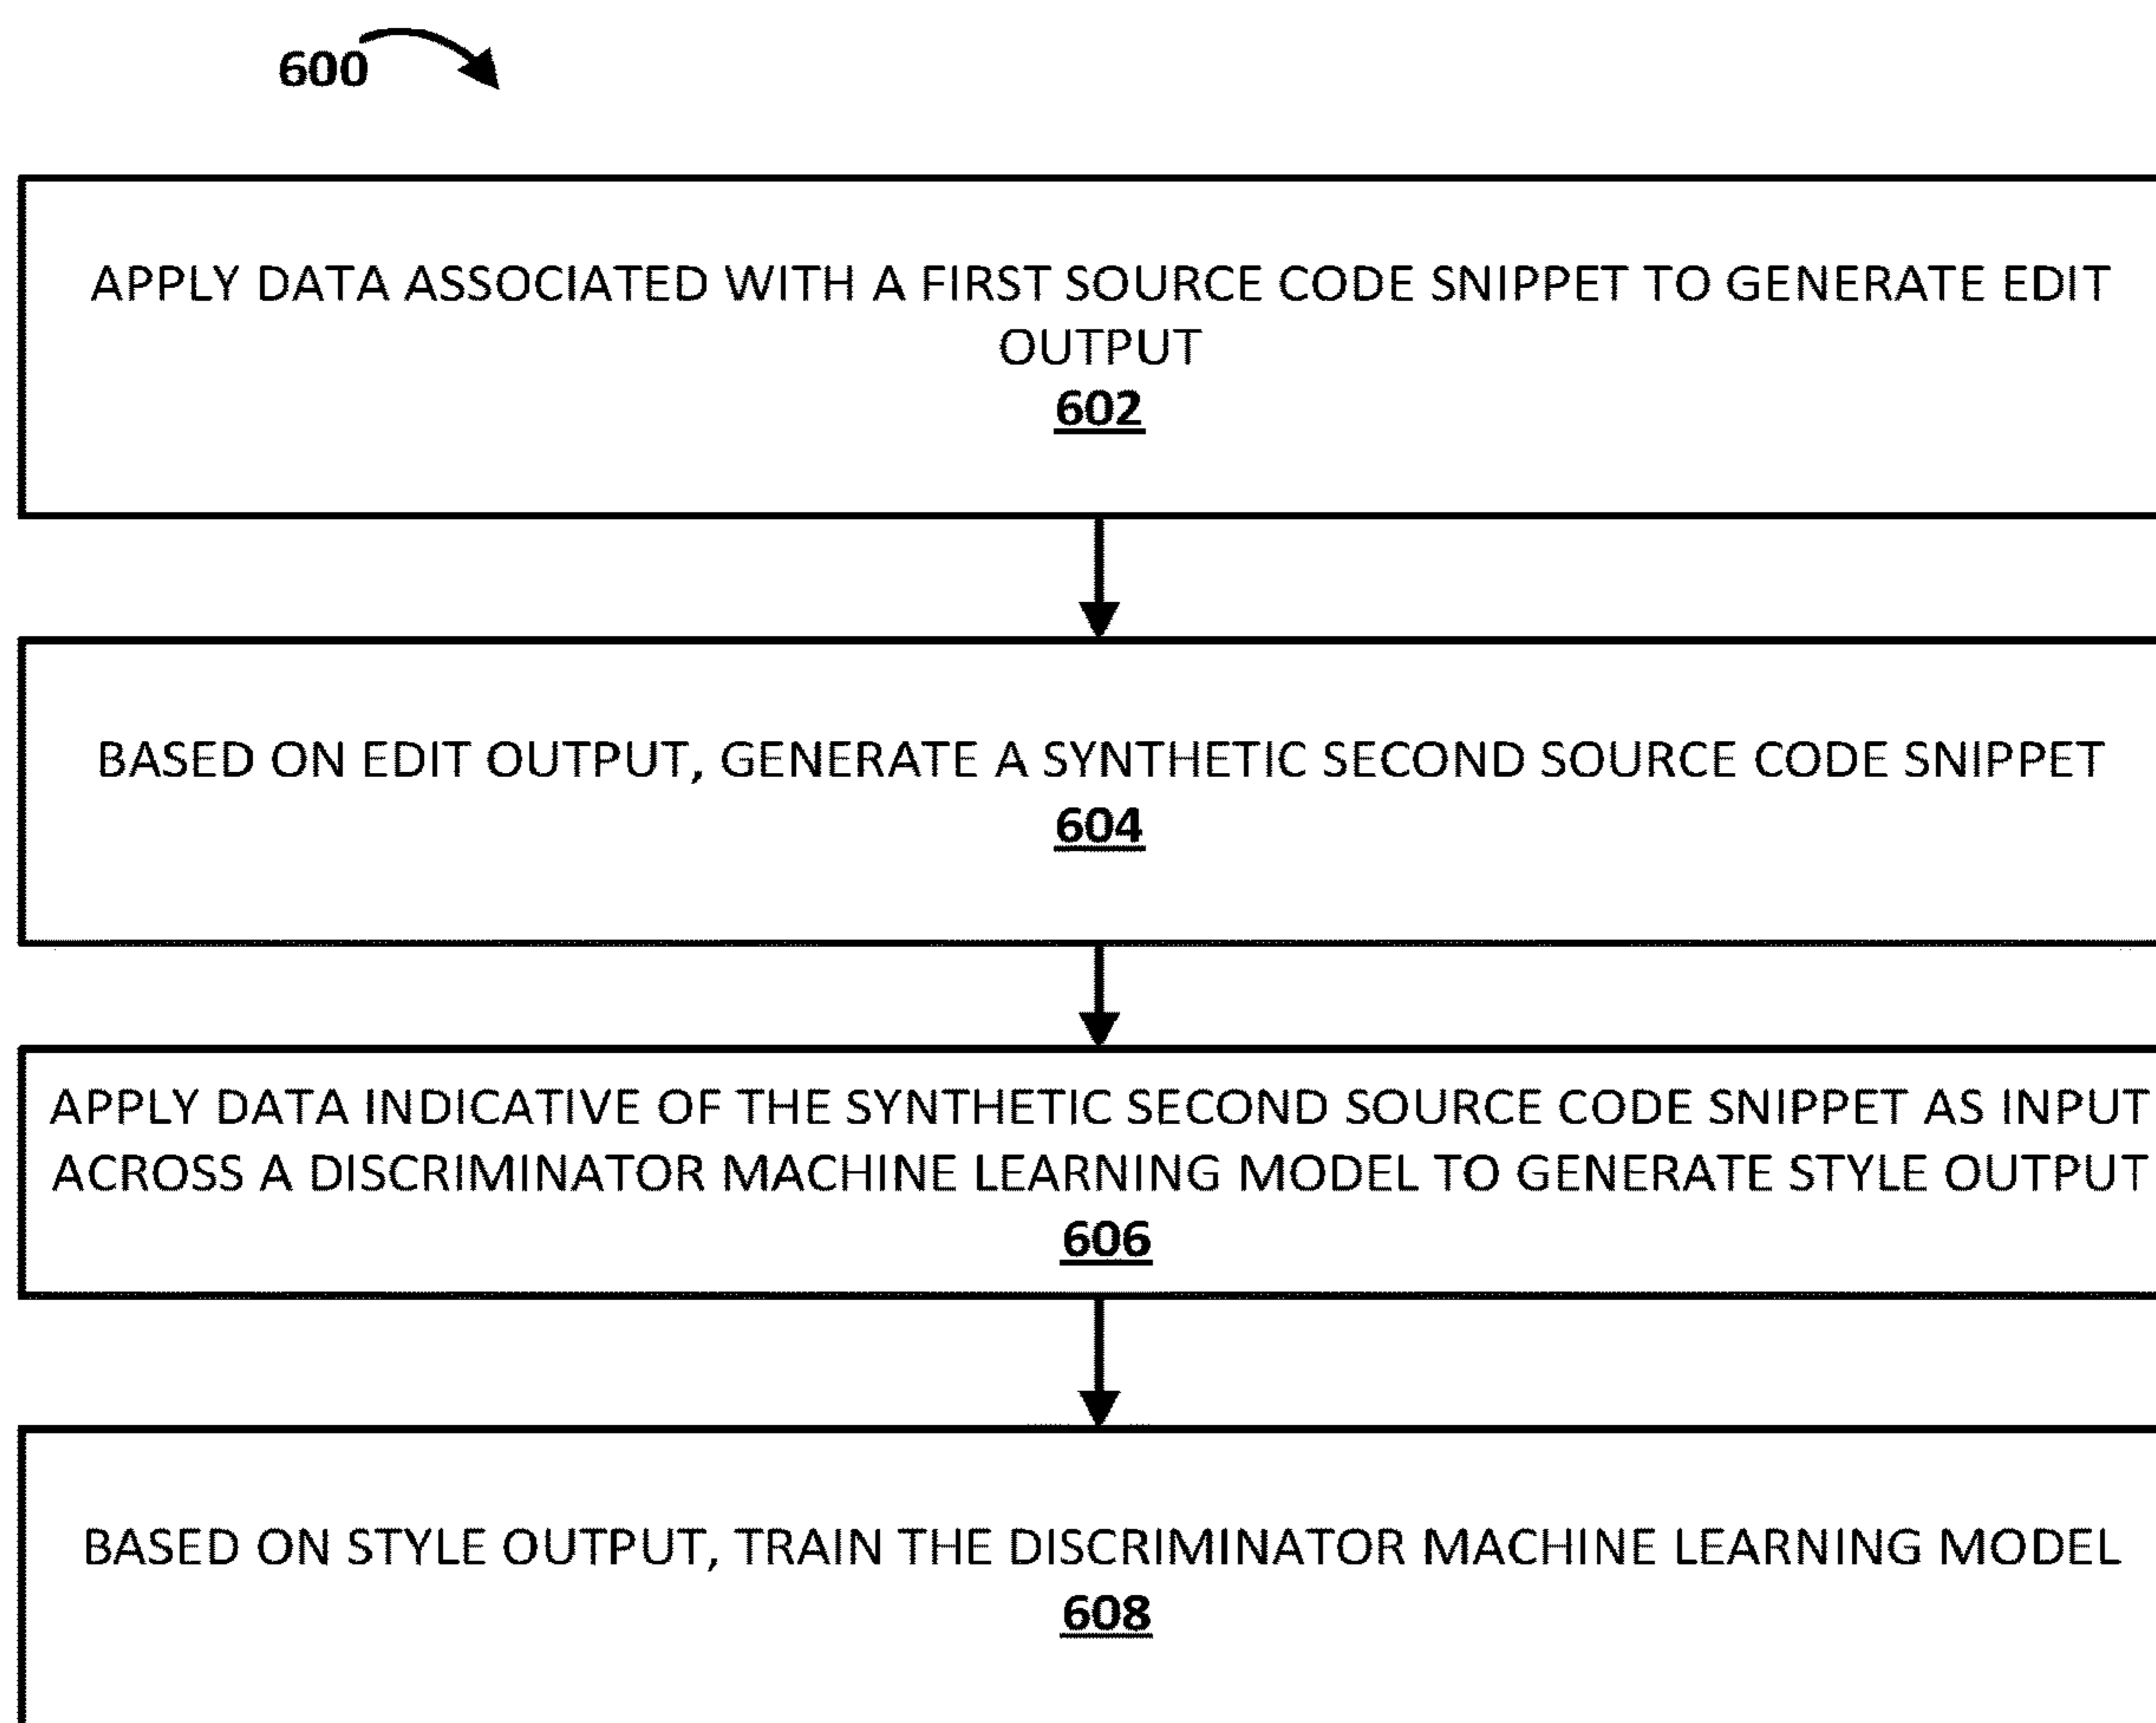 600
APPLY DATA ASSOCIATED WITH A FIRST SOURCE CODE SNIPPET TO GENERATE EDIT
OUTPUT
602
BASED ON EDIT OUTPUT, GENERATE A SYNTHETIC SECOND SOURCE CODE SNIPPET
604
APPLY DATA INDICATIVE OF THE SYNTHETIC SECOND SOURCE CODE SNIPPET AS INPUT
ACROSS A DISCRIMINATOR MACHINE LEARNING MODEL TO GENERATE STYLE OUTPUT
606
BASED ON STYLE OUTPUT, TRAIN THE DISCRIMINATOR MACHINE LEARNING MODEL
608